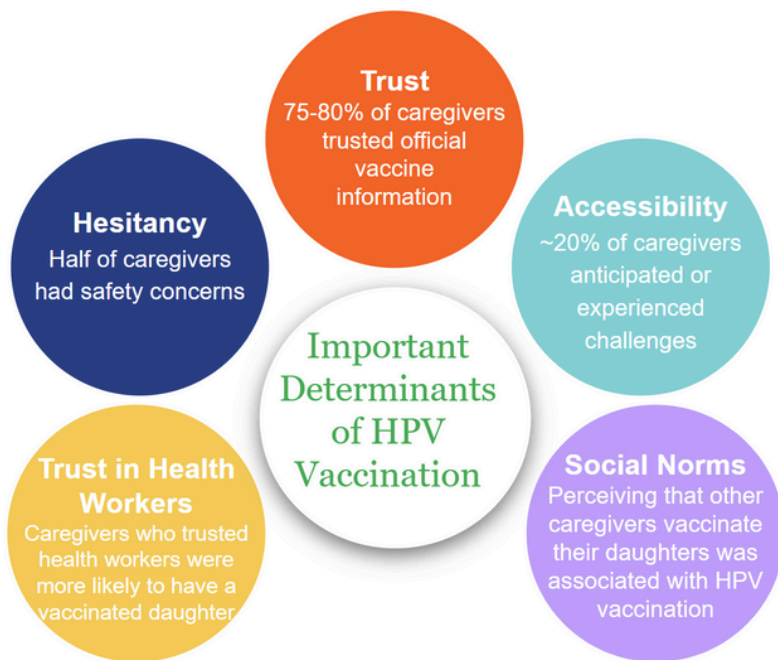 Trust
75-80% of caregivers
trusted official
vaccine
information
Hesitancy
Half of caregivers
had safety concerns
Accessibility
~20% of caregivers
anticipated or
experienced
challenges
Important
Determinants
of HPV
Vaccination
Trust in Health
Workers
Caregivers who trusted
health workers were
more likely to have a
vaccinated daughter
Social Norms
Perceiving that other
caregivers vaccinate
their daughters was
associated with HPV
vaccination